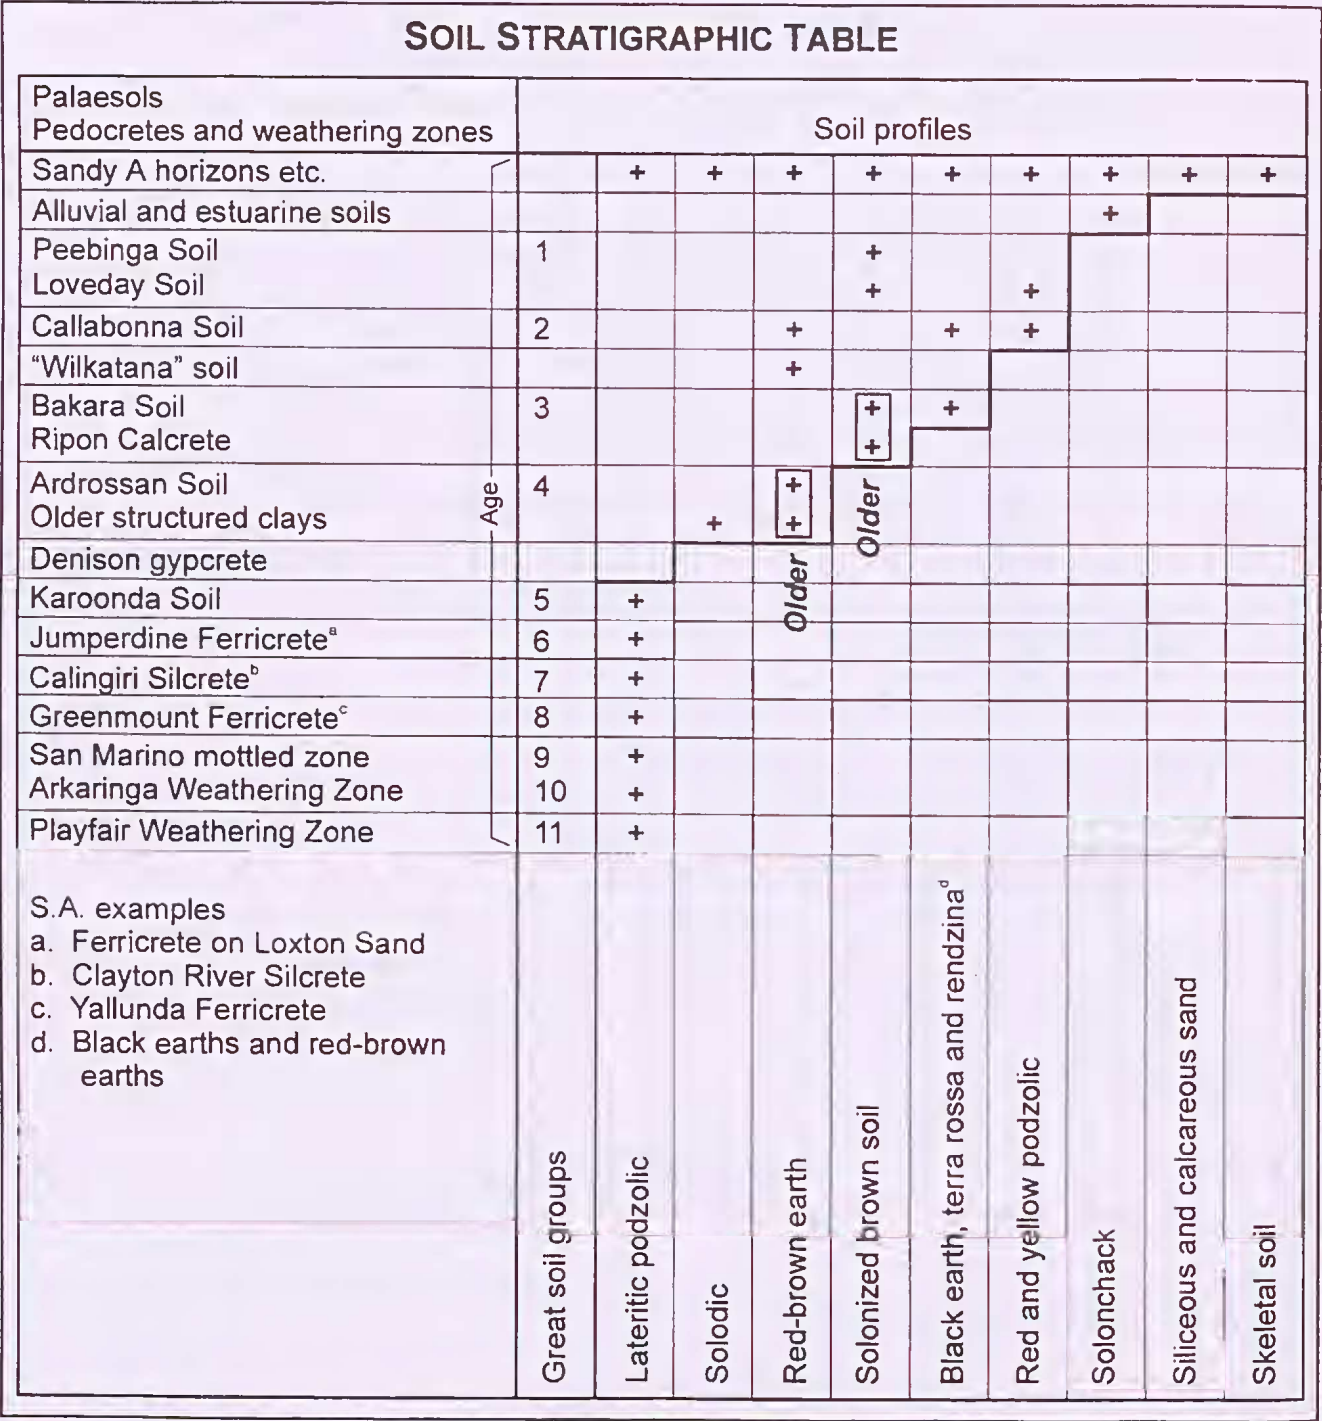 SOIL STRATIGRAPHIC TABLE
Palaesols
Pedocretes and weathering zones
Soil profiles
Sandy A horizons etc. + + + + + + + + +
Alluvial and estuarine soils +
Peebinga Soil 1 +
Loveday Soil + +
Callabonna Soil 2 + + +
“Wilkatana” soil +
Bakara Soil 3 + +
Ripon Calcrete +
Ardrossan Soil 4 +
Older structured clays + +
Age
Older
Older
Denison gypcrete
Karoonda Soil 5 +
Jumperdine Ferricreteᵃ 6 +
Calingiri Silcreteᵇ 7 +
Greenmount Ferricreteᶜ 8 +
San Marino mottled zone 9 +
Arkaringa Weathering Zone 10 +
Playfair Weathering Zone 11 +
S.A. examples
a. Ferricrete on Loxton Sand
b. Clayton River Silcrete
c. Yallunda Ferricrete
d. Black earths and red-brown
earths
Great soil groups
Lateritic podzolic
Solodic
Red-brown earth
Solonized brown soil
Black earth, terra rossa and rendzinaᵈ
Red and yellow podzolic
Solonchack
Siliceous and calcareous sand
Skeletal soil